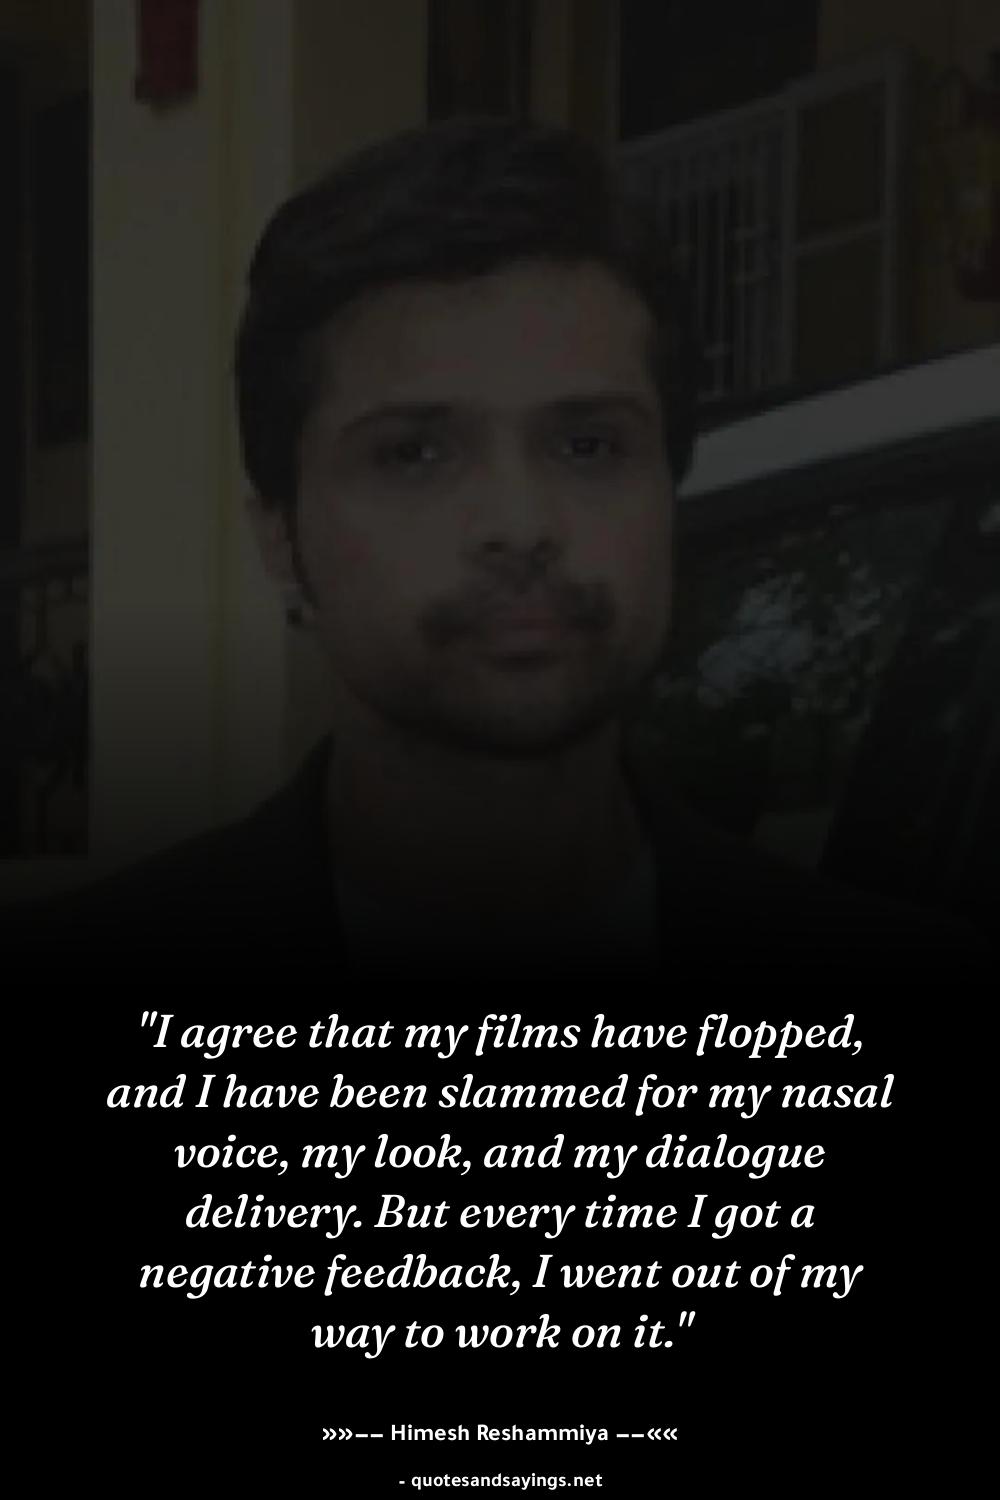 "I agree that my films have flopped,
and I have been slammed for my nasal
voice, my look, and my dialogue
delivery. But every time I got a
negative feedback, I went out of my
way to work on it."
»»–– Himesh Reshammiya ––««
- quotesandsayings.net